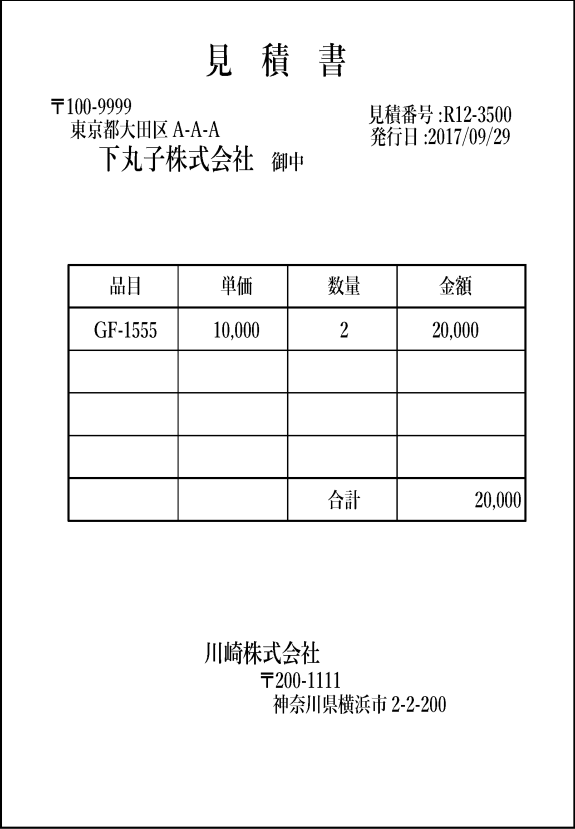 見積書
〒100-9999
東京都大田区 A-A-A
下丸子株式会社 御中
見積番号 :R12-3500
発行日 :2017/09/29
品目 単価 数量 金額
GF-1555 10,000 2 20,000
合計 20,000
川崎株式会社
〒200-1111
神奈川県横浜市 2-2-200